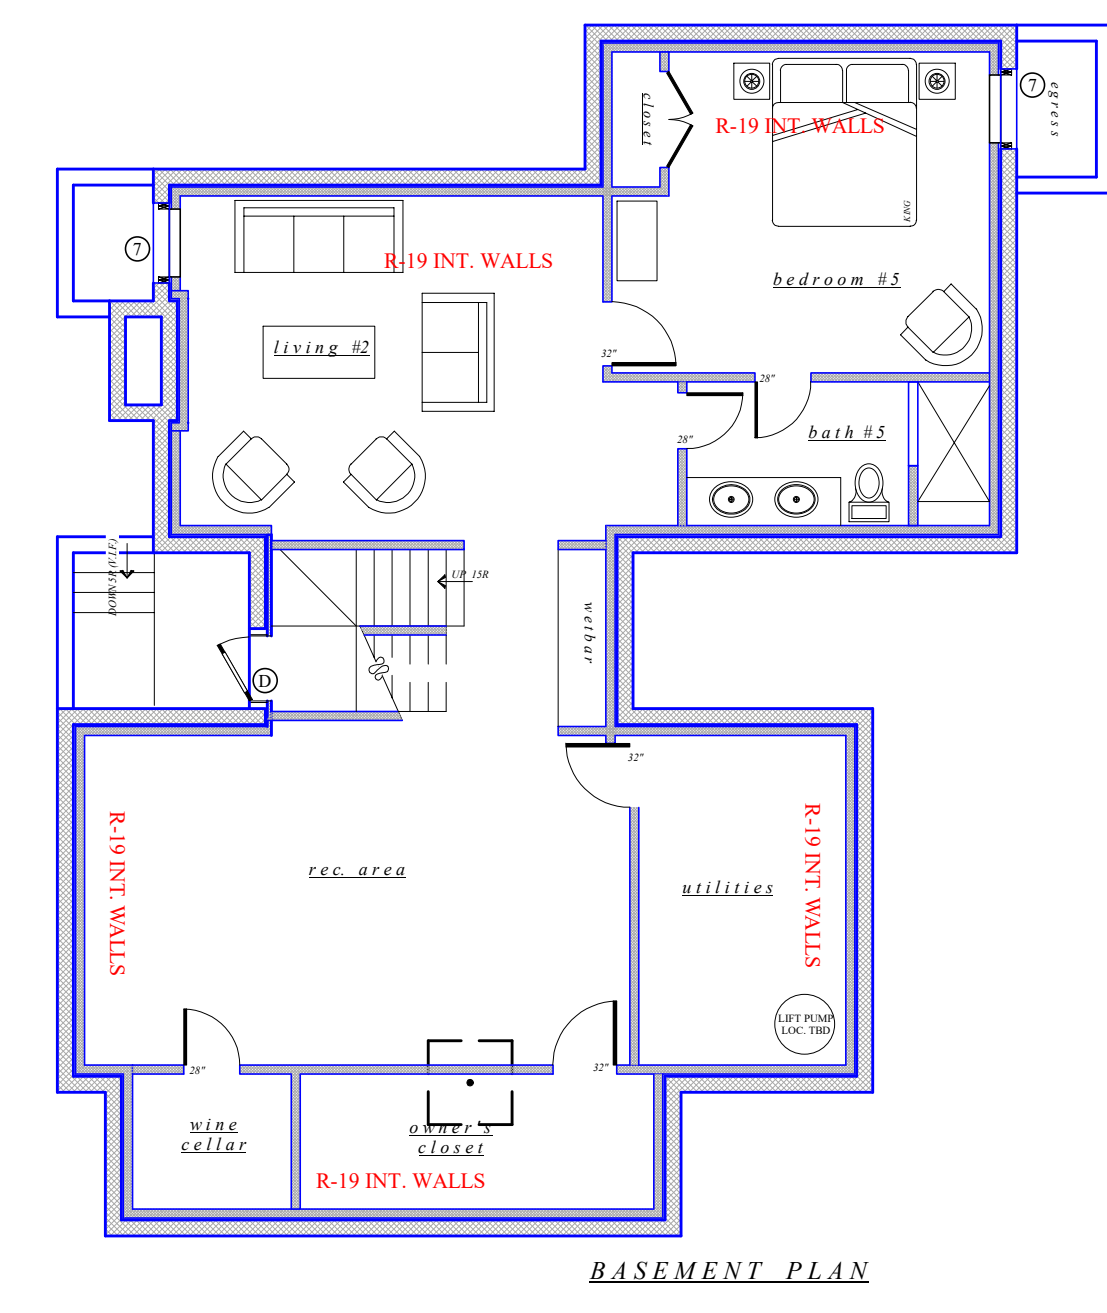 closet
R-19 INT. WALLS
7
egress
KING
7
R-19 INT. WALLS
bedroom #5
living #2
32"
28"
28"
bath #5
DOWN 5R (V.I.F.)
UP 15R
wetbar
D
32"
R-19 INT. WALLS
rec. area
utilities
R-19 INT. WALLS
LIFT PUMP
LOC. TBD
28"
32"
wine
cellar
owner's
closet
R-19 INT. WALLS
BASEMENT PLAN